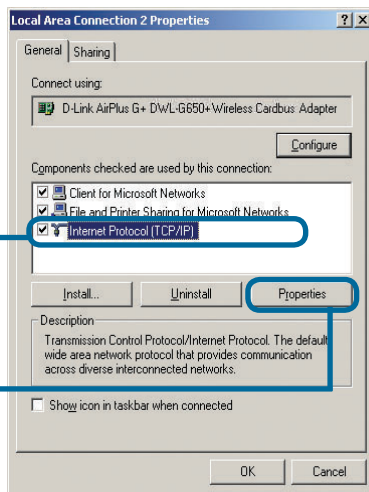 Local Area Connection 2 Properties
? X
General Sharing
Connect using:
D-Link AirPlus G+ DWL-G650+ Wireless Cardbus Adapter
Configure
Components checked are used by this connection:
Client for Microsoft Networks
File and Printer Sharing for Microsoft Networks
Internet Protocol (TCP/IP)
Install... Uninstall Properties
Description
Transmission Control Protocol/Internet Protocol. The default
wide area network protocol that provides communication
across diverse interconnected networks.
Show icon in taskbar when connected
OK Cancel